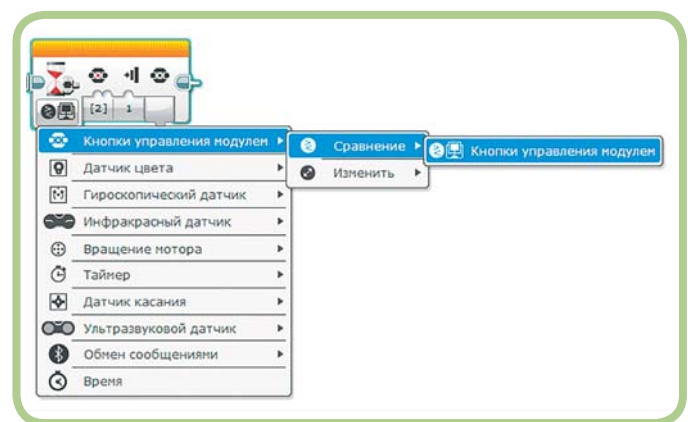 [2] 1
Кнопки управления модулем
Датчик цвета
Гироскопический датчик
Инфракрасный датчик
Вращение мотора
Таймер
Датчик касания
Ультразвуковой датчик
Обмен сообщениями
Время
Сравнение
Изменить
Кнопки управления модулем